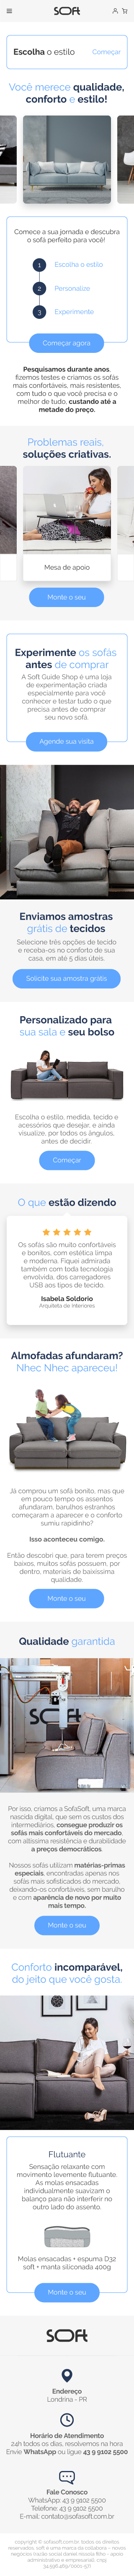 SOFT
Escolha o estilo
Começar
Você merece qualidade,
conforto e estilo!
Comece a sua jornada e descubra
o sofá perfeito para você!
1
Escolha o estilo
2
Personalize
3
Experimente
Começar agora
Pesquisamos durante anos,
fizemos testes e criamos os sofás
mais confortáveis e resistentes,
com tudo o que você precisa e o
melhor de tudo, custando até a
metade do preço.
Problemas reais,
soluções criativas.
Mesa de apoio
Monte o seu
Experimente os sofás
antes de comprar
A Soft Guide Shop é uma loja
de experimentação criada
especialmente para você
conhecer e testar tudo o que
precisa antes de comprar
seu novo sofá.
Agende sua visita
Enviamos amostras
grátis de tecidos
Selecione três opções de tecido
e receba-os no conforto de sua
casa, em até 5 dias úteis.
Solicite sua amostra grátis
Personalizado para
sua sala e seu bolso
Escolha o estilo, medida, tecido e
acessórios que desejar, e ainda
visualize, por todos os ângulos,
antes de decidir.
Começar
O que estão dizendo
Os sofás são muito confortáveis
e bonitos, com estética limpa
e moderna. Fiquei admirada
também com toda tecnologia
envolvida, dos carregadores
USB aos tipos de tecido.
Isabela Soldorio
Arquiteta de Interiores
Almofadas afundaram?
Nhec Nhec apareceu!
Já comprou um sofá bonito, mas que
em pouco tempo os assentos
afundaram, barulhos estranhos
começaram a aparecer e o conforto
sumiu rapidinho?
Isso aconteceu comigo.
Então descobri que, para terem preços
baixos, muitos sofás possuem, por
dentro, materiais de baixíssima
qualidade.
Monte o seu
Qualidade garantida
SOFT
Por isso, criamos a SofaSoft, uma marca
100% digital, que sem os custos dos
intermediários, consegue produzir os
sofás mais confortáveis do mercado,
com altíssima qualidade e durabilidade
a preços democráticos.
Nossos sofás utilizam matérias-primas
especiais, encontradas apenas nos
sofás mais sofisticados do mercado,
deixando-os confortáveis, sem barulho
e com aparência de novo por muito
mais tempo.
Monte o seu
Conforto incomparável,
do jeito que você gosta.
Flutuante
Sensação relaxante com
movimento levemente flutuante.
As molas ensacadas
individualmente suavizam o
balanço para não interferir no
outro lado do assento.
Molas ensacadas + espuma D32
soft + manta siliconada 400g
Monte o seu
SOFT
Endereço
Londrina - PR
Horário de Atendimento
24h todos os dias, resolvemos na hora
Envie WhatsApp ou ligue 43 9 9102 5500
Fale Conosco
WhatsApp: 43 9 9102 5500
Telefone: 43 9 9102 5500
E-mail: contato@sofasoft.com.br